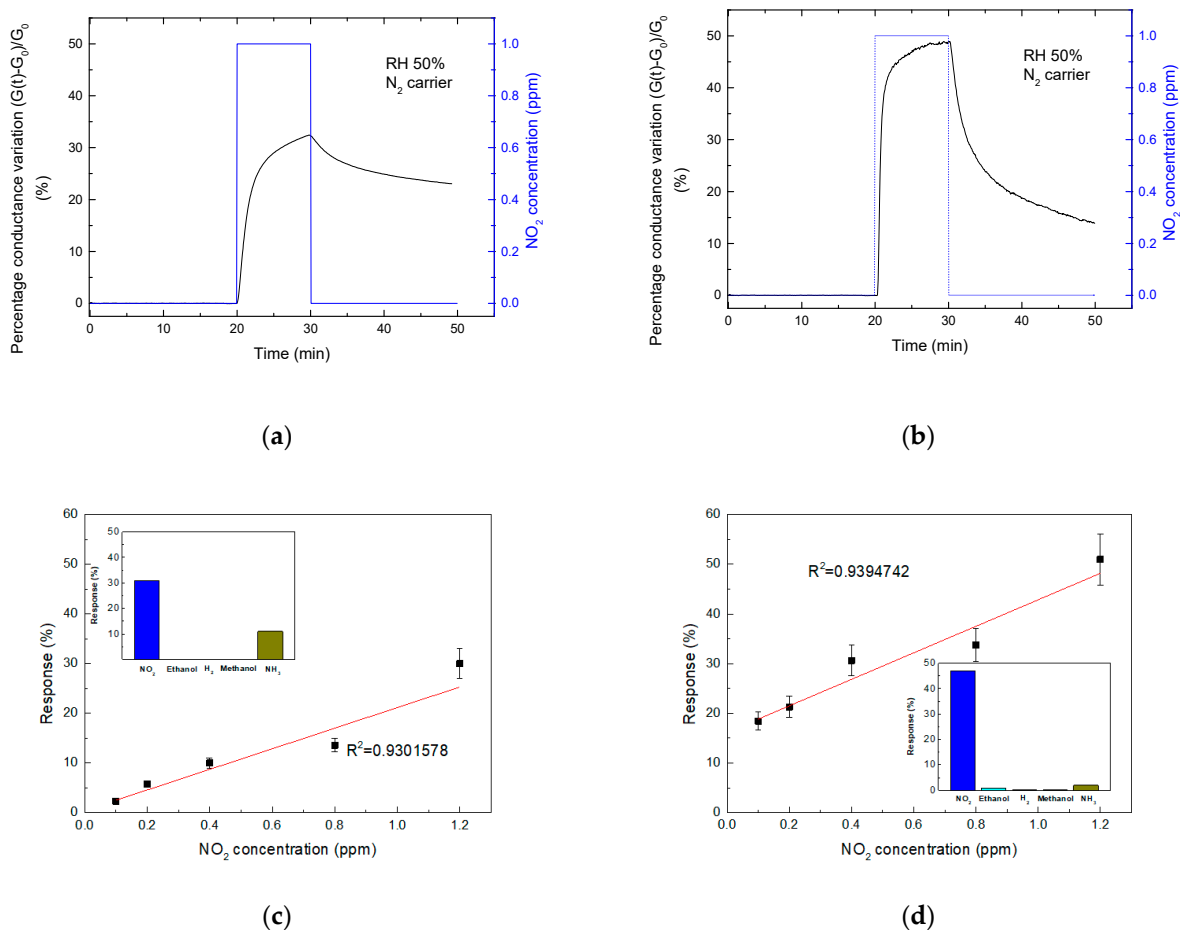 Percentage conductance variation (G(t)-G₀)/G₀
(%)
50
40
30
20
10
0
0
10
20
30
40
50
Time (min)
RH 50%
N₂ carrier
1.0
0.8
0.6
0.4
0.2
0.0
NO₂ concentration (ppm)
(a)
Percentage conductance variation (G(t)-G₀)/G₀
(%)
50
40
30
20
10
0
0
10
20
30
40
50
Time (min)
RH 50%
N₂ carrier
1.0
0.8
0.6
0.4
0.2
0.0
NO₂ concentration (ppm)
(b)
Response (%)
60
50
40
30
20
10
0
0.0
0.2
0.4
0.6
0.8
1.0
1.2
NO₂ concentration (ppm)
R²=0.9301578
Response (%)
50
40
30
20
10
NO₂
Ethanol
H₂
Methanol
NH₃
(c)
Response (%)
60
50
40
30
20
10
0
0.0
0.2
0.4
0.6
0.8
1.0
1.2
NO₂ concentration (ppm)
R²=0.9394742
Response (%)
50
40
30
20
10
0
NO₂
Ethanol
H₂
Methanol
NH₃
(d)